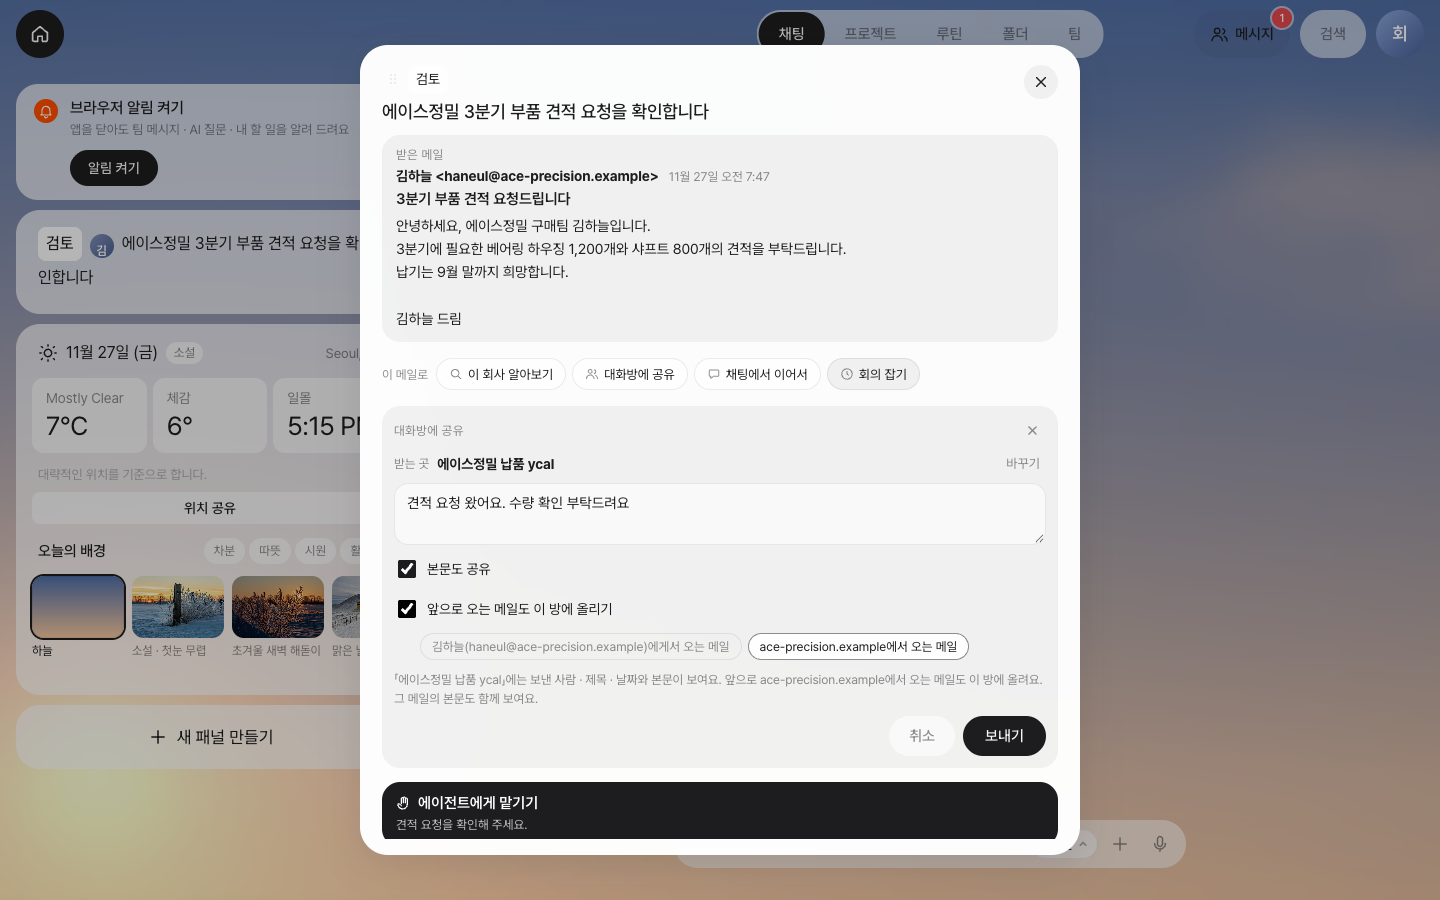 채팅
프로젝트
루틴
폴더
팀
메시지
1
검색
회
브라우저 알림 켜기
앱을 닫아도 팀 메시지 · AI 질문 · 내 할 일을 알려 드려요
알림 켜기
검토 김 에이스정밀 3분기 부품 견적 요청을 확
인합니다
11월 27일 (금) 소설 Seoul,
Mostly Clear
7°C
체감
6°
일몰
5:15 PM
대략적인 위치를 기준으로 합니다.
위치 공유
오늘의 배경 차분 따뜻 시원
하늘
소설 · 첫눈 무렵
초겨울 새벽 해돋이
맑은
새 패널 만들기
검토
에이스정밀 3분기 부품 견적 요청을 확인합니다
받은 메일
김하늘 <haneul@ace-precision.example> 11월 27일 오전 7:47
3분기 부품 견적 요청드립니다
안녕하세요, 에이스정밀 구매팀 김하늘입니다.
3분기에 필요한 베어링 하우징 1,200개와 샤프트 800개의 견적을 부탁드립니다.
납기는 9월 말까지 희망합니다.
김하늘 드림
이 메일로 이 회사 알아보기 대화방에 공유 채팅에서 이어서 회의 잡기
대화방에 공유
받는 곳 에이스정밀 납품 ycal 바꾸기
견적 요청 왔어요. 수량 확인 부탁드려요
본문도 공유
앞으로 오는 메일도 이 방에 올리기
김하늘(haneul@ace-precision.example)에게서 오는 메일 ace-precision.example에서 오는 메일
「에이스정밀 납품 ycal」에는 보낸 사람 · 제목 · 날짜와 본문이 보여요. 앞으로 ace-precision.example에서 오는 메일도 이 방에 올려요.
그 메일의 본문도 함께 보여요.
취소 보내기
에이전트에게 맡기기
견적 요청을 확인해 주세요.